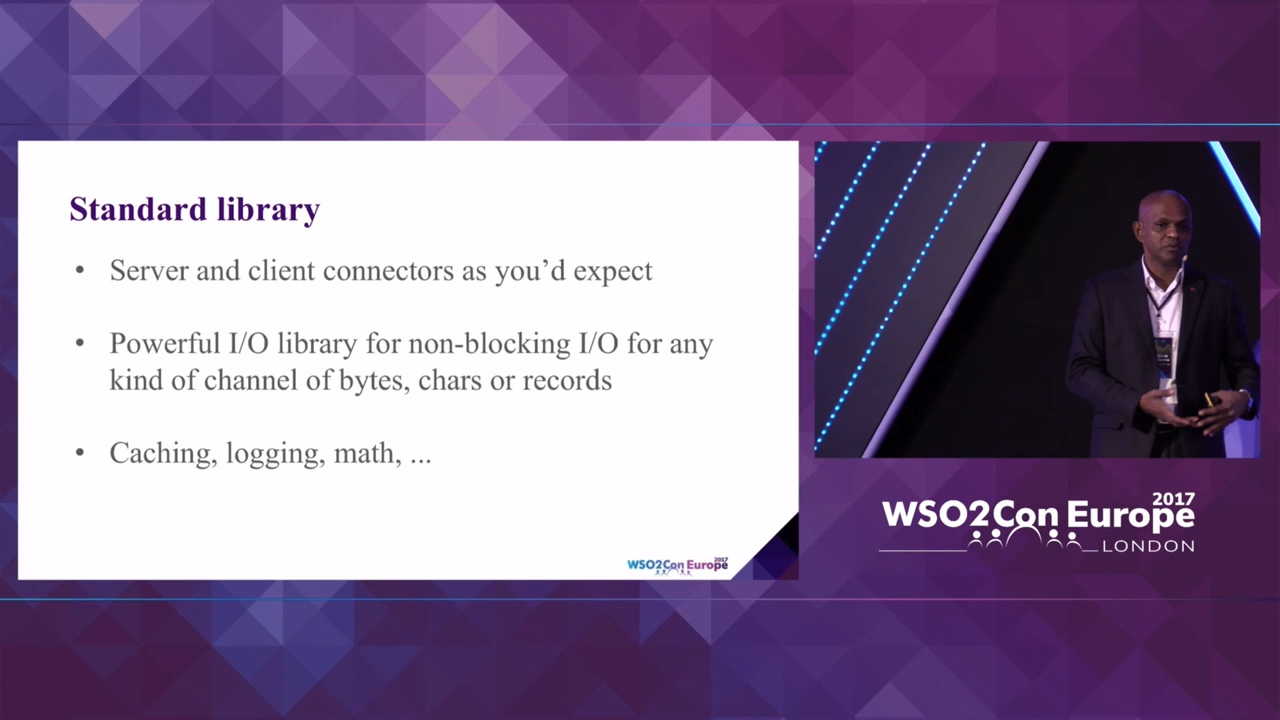 Standard library
• Server and client connectors as you’d expect
• Powerful I/O library for non-blocking I/O for any
kind of channel of bytes, chars or records
• Caching, logging, math, ...
WSO2Con Europe 2017
2017
WSO2Con Europe
LONDON